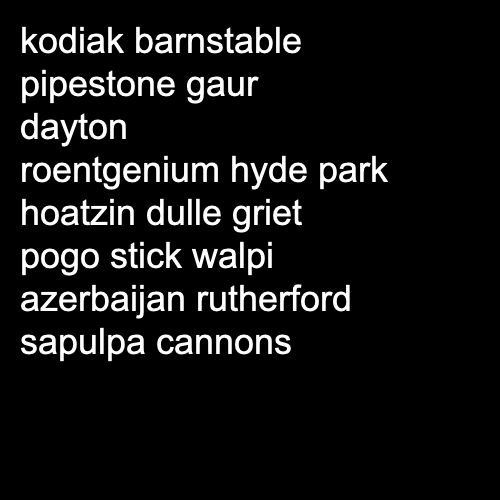 kodiak barnstable
pipestone gaur
dayton
roentgenium hyde park
hoatzin dulle griet
pogo stick walpi
azerbaijan rutherford
sapulpa cannons